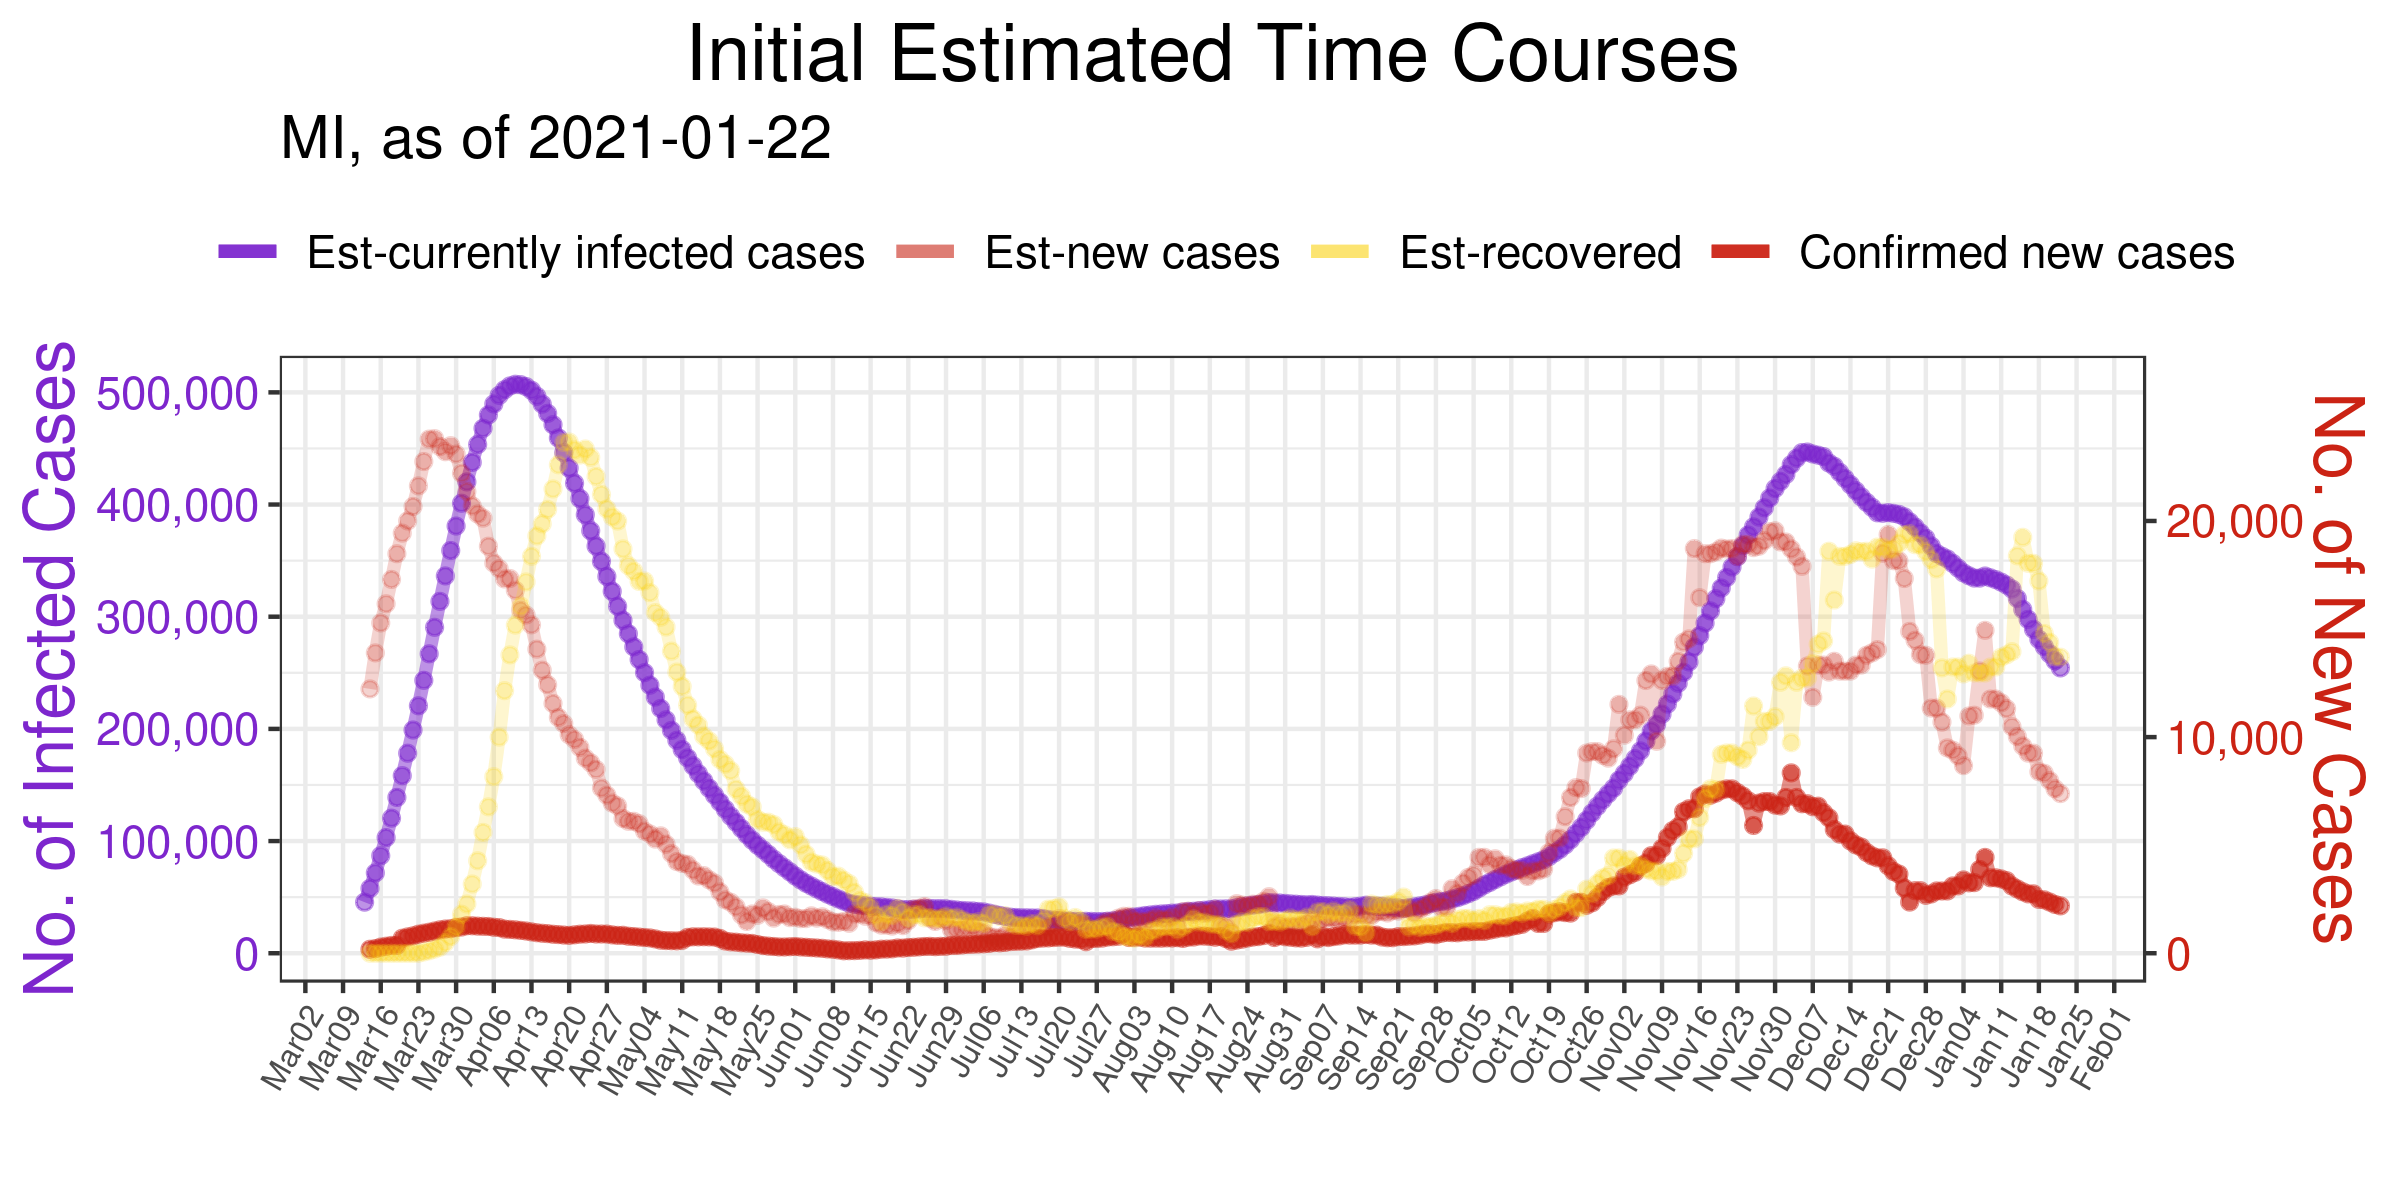 Initial Estimated Time Courses
MI, as of 2021-01-22
Est-currently infected cases Est-new cases Est-recovered Confirmed new cases
No. of Infected Cases
500,000
400,000
300,000
200,000
100,000
0
No. of New Cases
20,000
10,000
0
Mar02 Mar09 Mar16 Mar23 Mar30 Apr06 Apr13 Apr20 Apr27 May04 May11 May18 May25 Jun01 Jun08 Jun15 Jun22 Jun29 Jul06 Jul13 Jul20 Jul27 Aug03 Aug10 Aug17 Aug24 Aug31 Sep07 Sep14 Sep21 Sep28 Oct05 Oct12 Oct19 Oct26 Nov02 Nov09 Nov16 Nov23 Nov30 Dec07 Dec14 Dec21 Dec28 Jan04 Jan11 Jan18 Jan25 Feb01